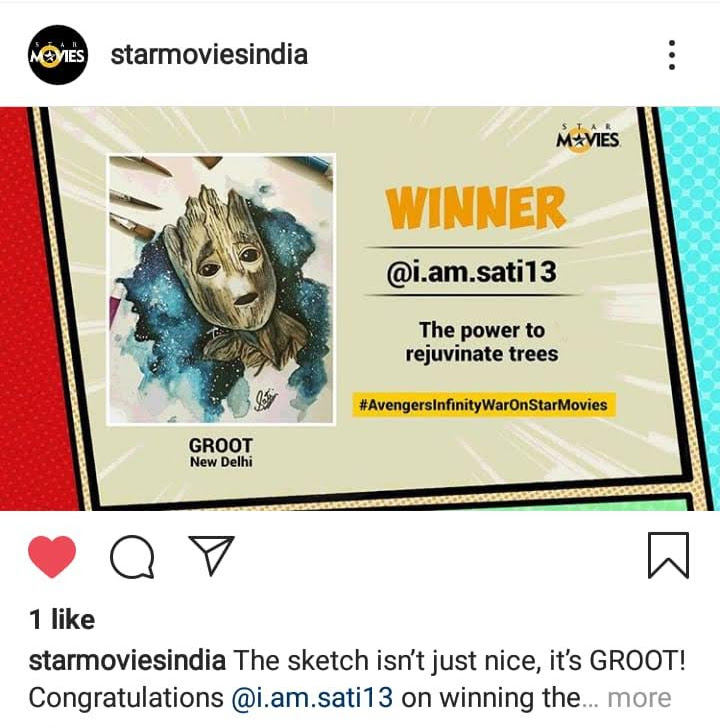 STAR
MOVIES
starmoviesindia
STAR
MOVIES
WINNER
@i.am.sati13
The power to
rejuvinate trees
#AvengersInfinityWarOnStarMovies
GROOT
New Delhi
1 like
starmoviesindia The sketch isn’t just nice, it’s GROOT!
Congratulations @i.am.sati13 on winning the... more